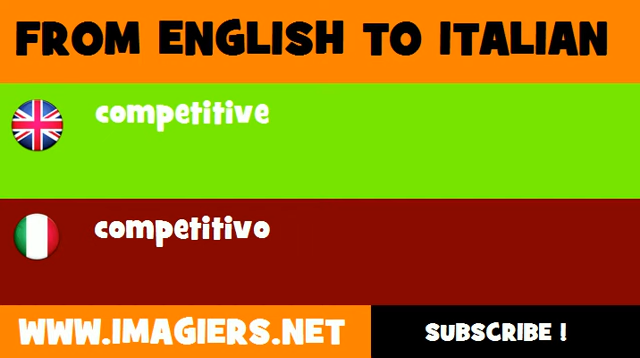 FROM ENGLISH TO ITALIAN
competitive
competitivo
WWW.IMAGIERS.NET
SUBSCRIBE !